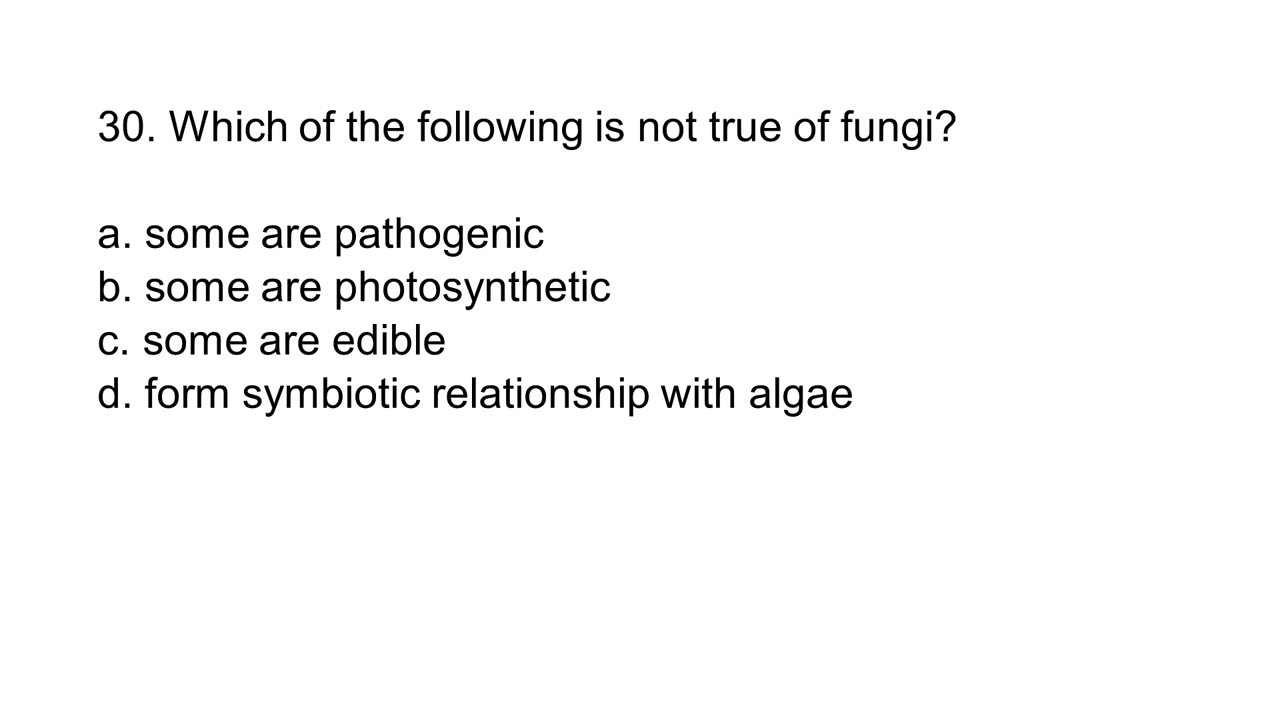 30. Which of the following is not true of fungi?
a. some are pathogenic
b. some are photosynthetic
c. some are edible
d. form symbiotic relationship with algae